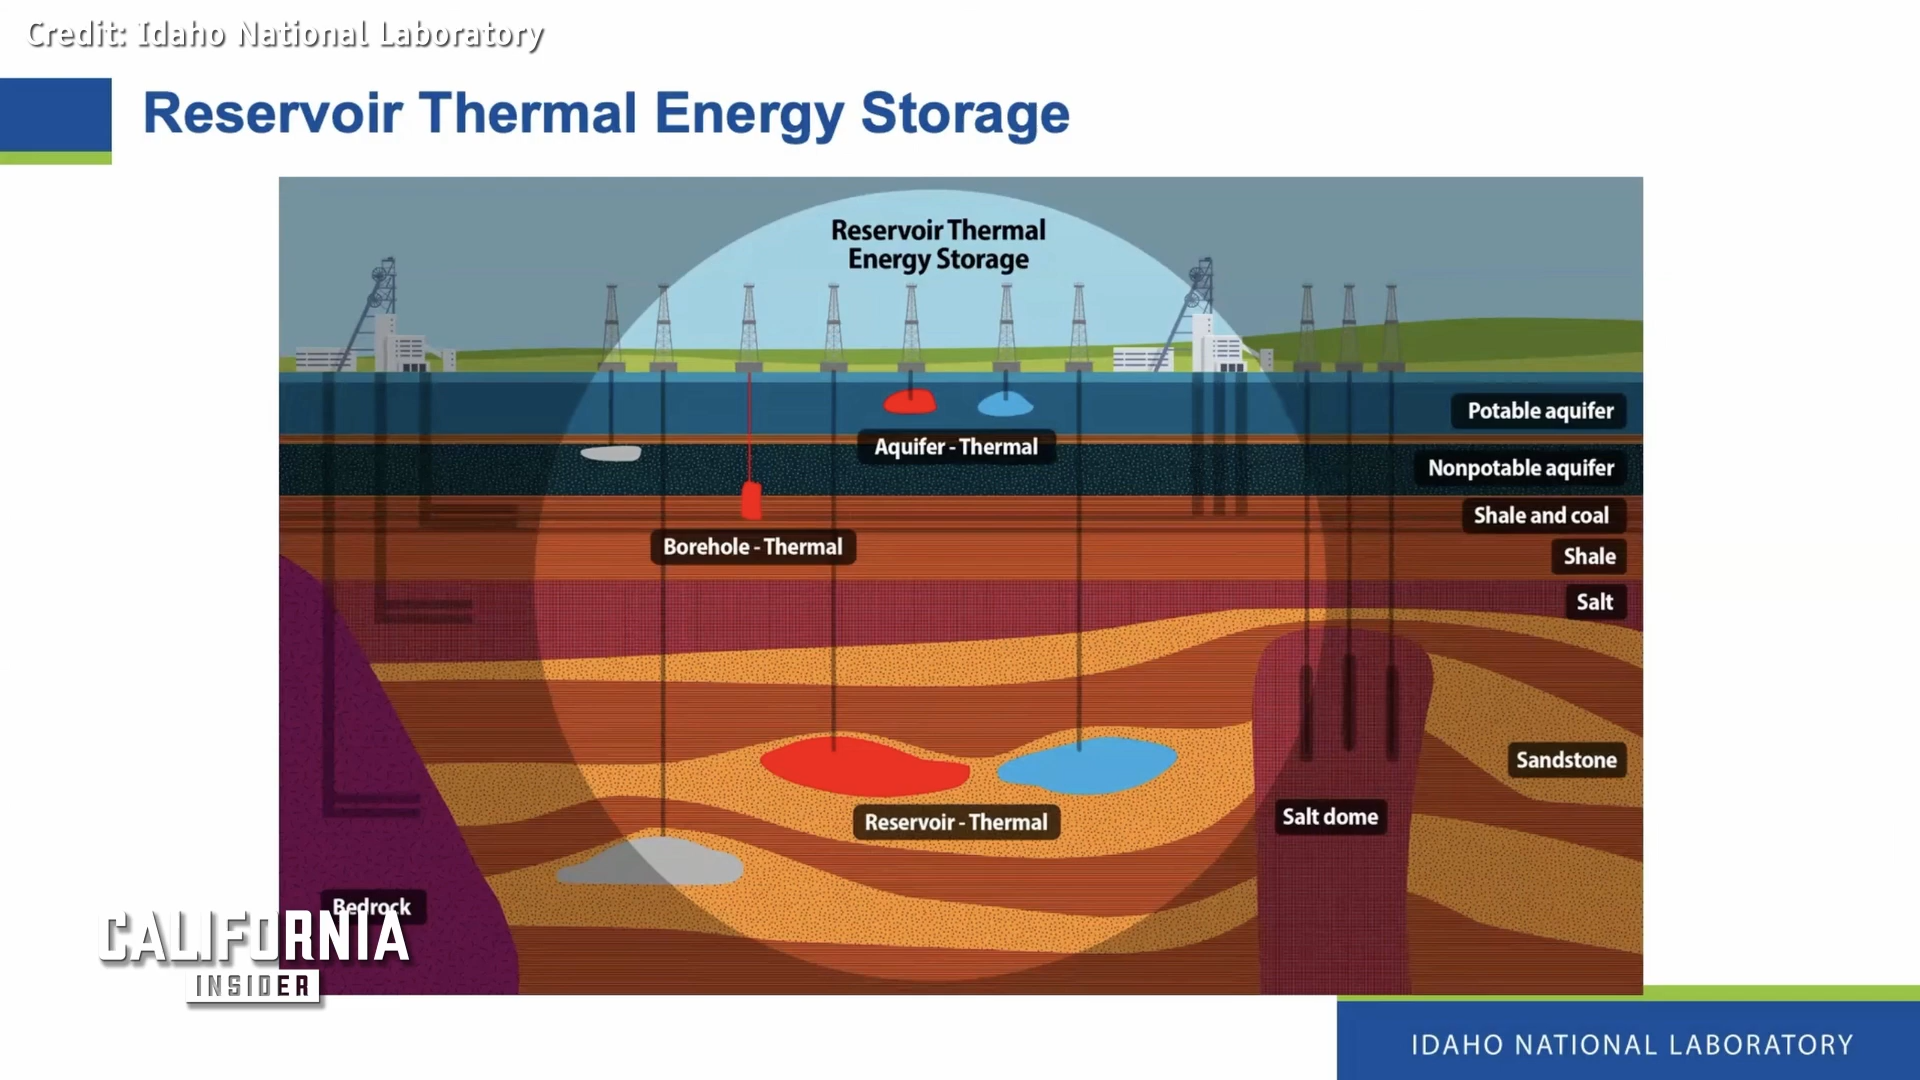 Credit: Idaho National Laboratory
Reservoir Thermal Energy Storage
Reservoir Thermal
Energy Storage
Potable aquifer
Aquifer - Thermal
Nonpotable aquifer
Shale and coal
Borehole - Thermal
Shale
Salt
Sandstone
Salt dome
Reservoir - Thermal
Bedrock
CALIFORNIA
INSIDER
IDAHO NATIONAL LABORATORY